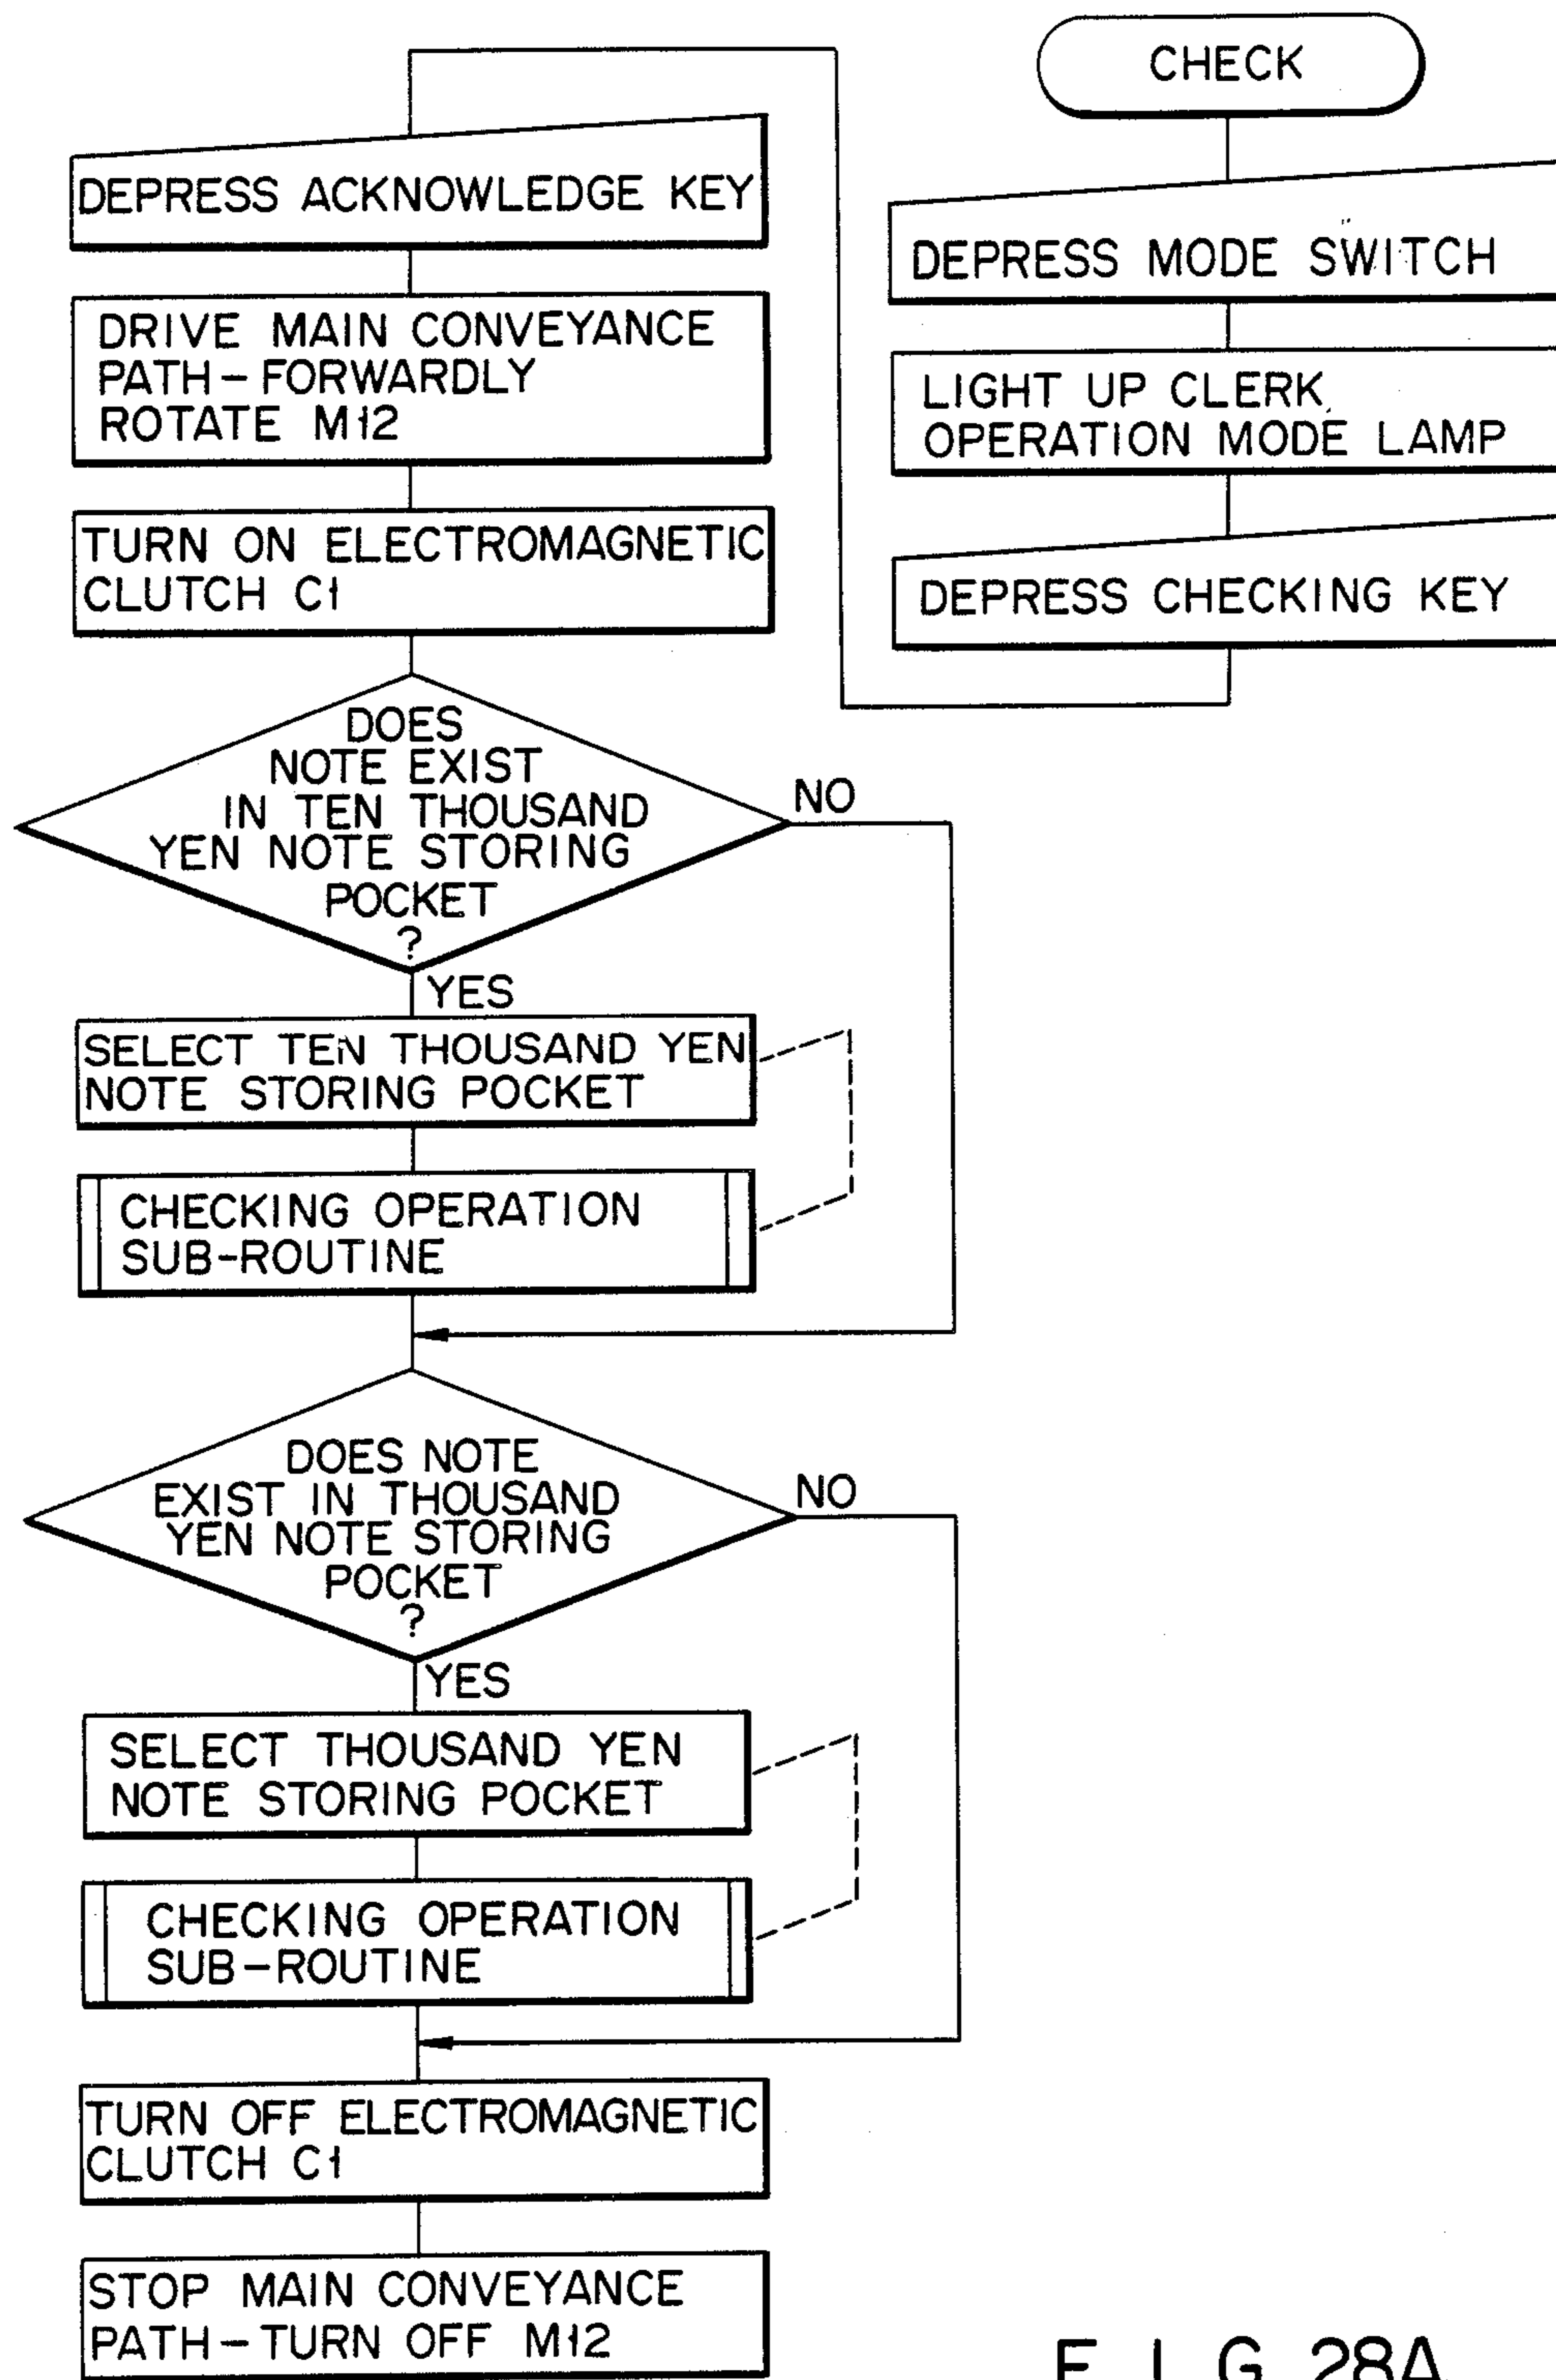 CHECK
DEPRESS MODE SWITCH
LIGHT UP CLERK
OPERATION MODE LAMP
DEPRESS CHECKING KEY
DEPRESS ACKNOWLEDGE KEY
DRIVE MAIN CONVEYANCE
PATH-FORWARDLY
ROTATE M12
TURN ON ELECTROMAGNETIC
CLUTCH C1
DOES
NOTE EXIST
IN TEN THOUSAND
YEN NOTE STORING
POCKET
?
NO
YES
SELECT TEN THOUSAND YEN
NOTE STORING POCKET
CHECKING OPERATION
SUB-ROUTINE
DOES NOTE
EXIST IN THOUSAND
YEN NOTE STORING
POCKET
?
NO
YES
SELECT THOUSAND YEN
NOTE STORING POCKET
CHECKING OPERATION
SUB-ROUTINE
TURN OFF ELECTROMAGNETIC
CLUTCH C1
STOP MAIN CONVEYANCE
PATH-TURN OFF M12
FIG. 28A